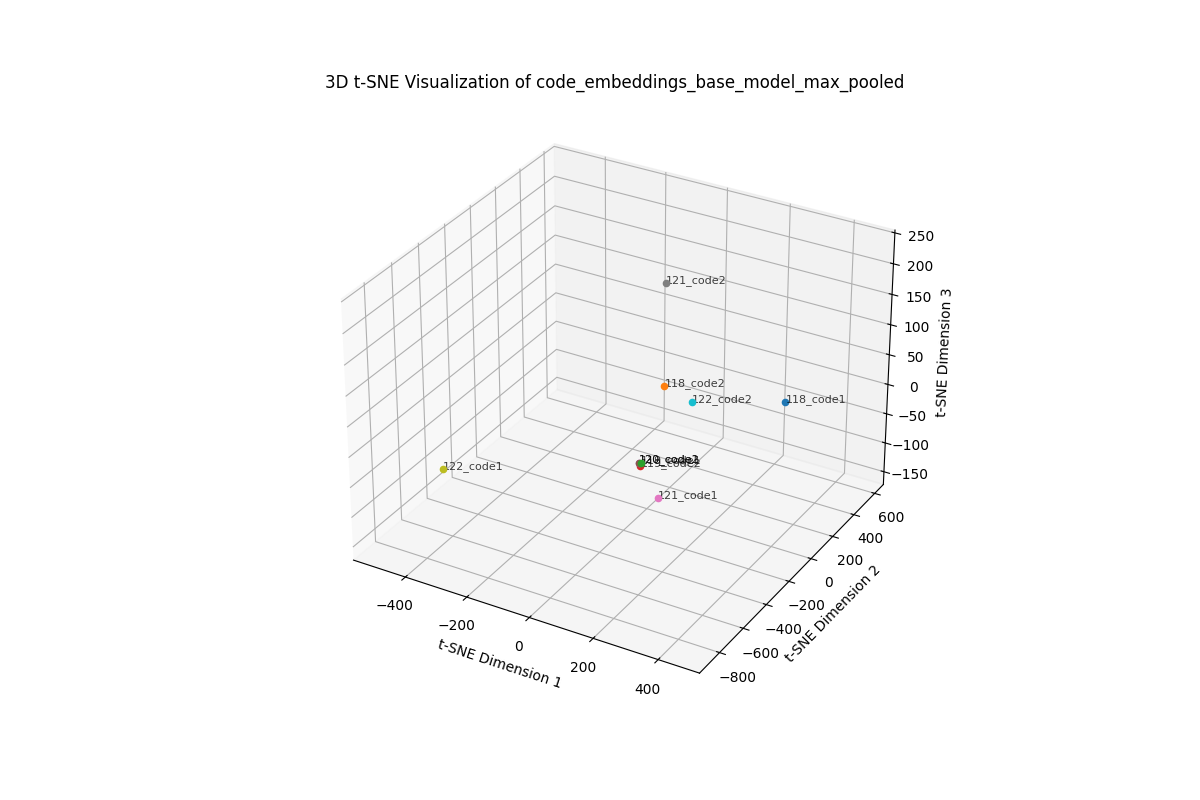 3D t-SNE Visualization of code_embeddings_base_model_max_pooled
250
200
150
100
50
0
−50
−100
−150
t-SNE Dimension 3
121_code2
118_code2
122_code2
118_code1
122_code1
119_code2
121_code1
600
400
200
0
−200
−400
−600
−800
t-SNE Dimension 2
−400
−200
0
200
400
t-SNE Dimension 1